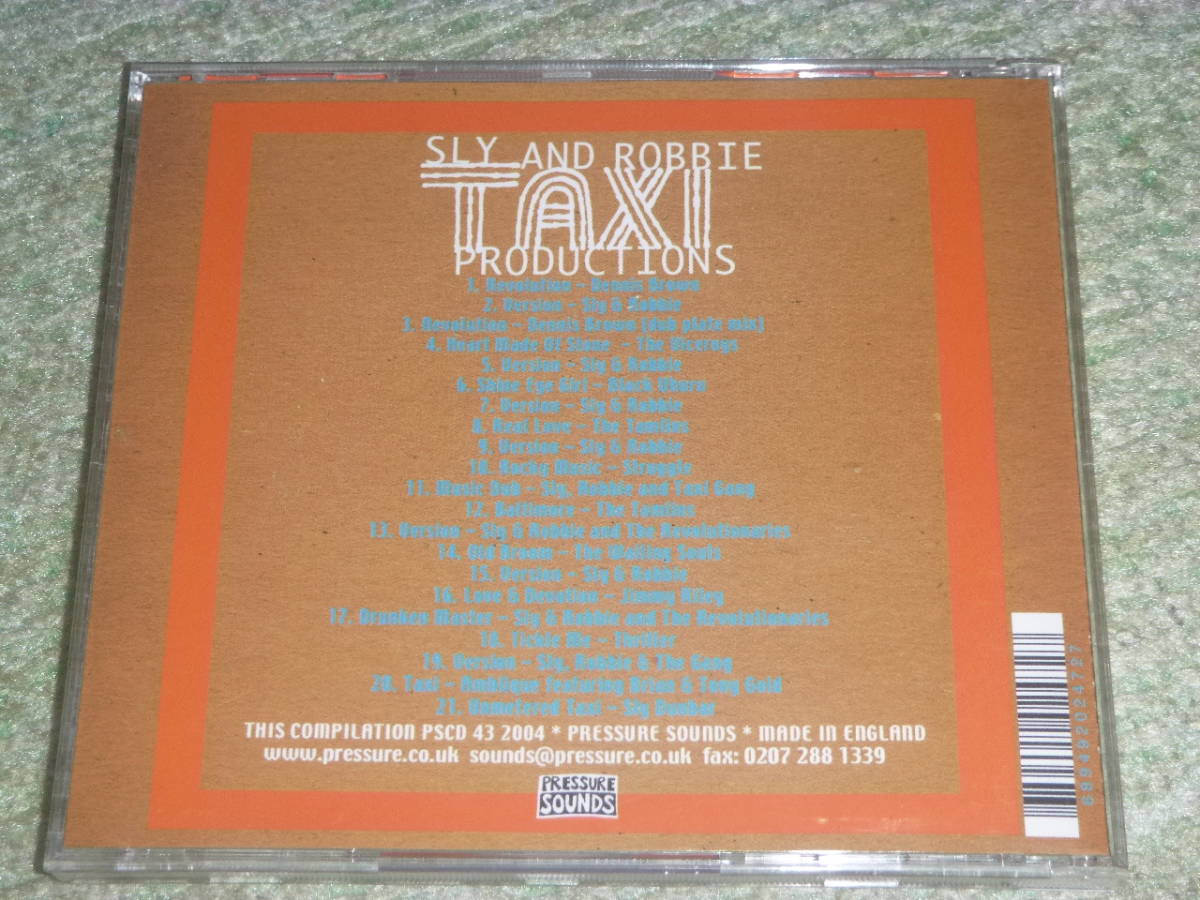 SLY AND ROBBIE
TAXI
PRODUCTIONS
1. Revolution - Dennis Brown
2. Version - Sly & Robbie
3. Revolution - Dennis Brown (dub plate mix)
4. Heart Made Of Stone - The Viceroys
5. Version - Sly & Robbie
6. Shine Eye Girl - Black Uhuru
7. Version - Sly & Robbie
8. Real Love - The Tamlins
9. Version - Sly & Robbie
10. Rocky Music - Struggle
11. Music Dub - Sly, Robbie and Taxi Gang
12. Baltimore - The Tamlins
13. Version - Sly & Robbie and The Revolutionaries
14. Old Broom - The Wailing Souls
15. Version - Sly & Robbie
16. Love & Devotion - Jimmy Riley
17. Drunken Master - Sly & Robbie and The Revolutionaries
18. Tickle Me - Thriller
19. Version - Sly, Robbie & The Gang
20. Taxi - Ambelique Featuring & Tony Gold
21. Unmetered Taxi - Sly Dunbar
THIS COMPILATION PSCD 43 2004 * PRESSURE SOUNDS * MADE IN ENGLAND
www.pressure.co.uk sounds@pressure.co.uk fax: 0207 288 1339
PRESSURE
SOUNDS